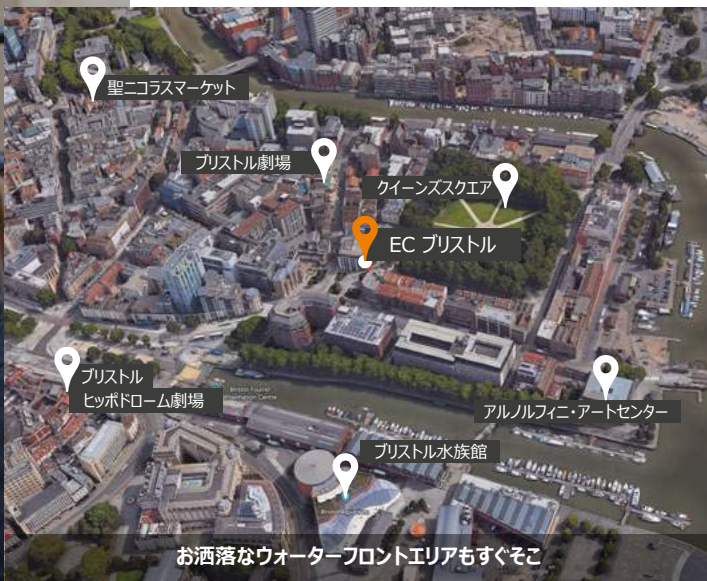 聖ニコラスマーケット
ブリストル劇場
クイーンズスクエア
EC ブリストル
ブリストル
ヒッポドローム劇場
Bristol Tourist
Information Centre
アルノルフィニ・アートセンター
ブリストル水族館
お洒落なウォーターフロントエリアもすぐそこ